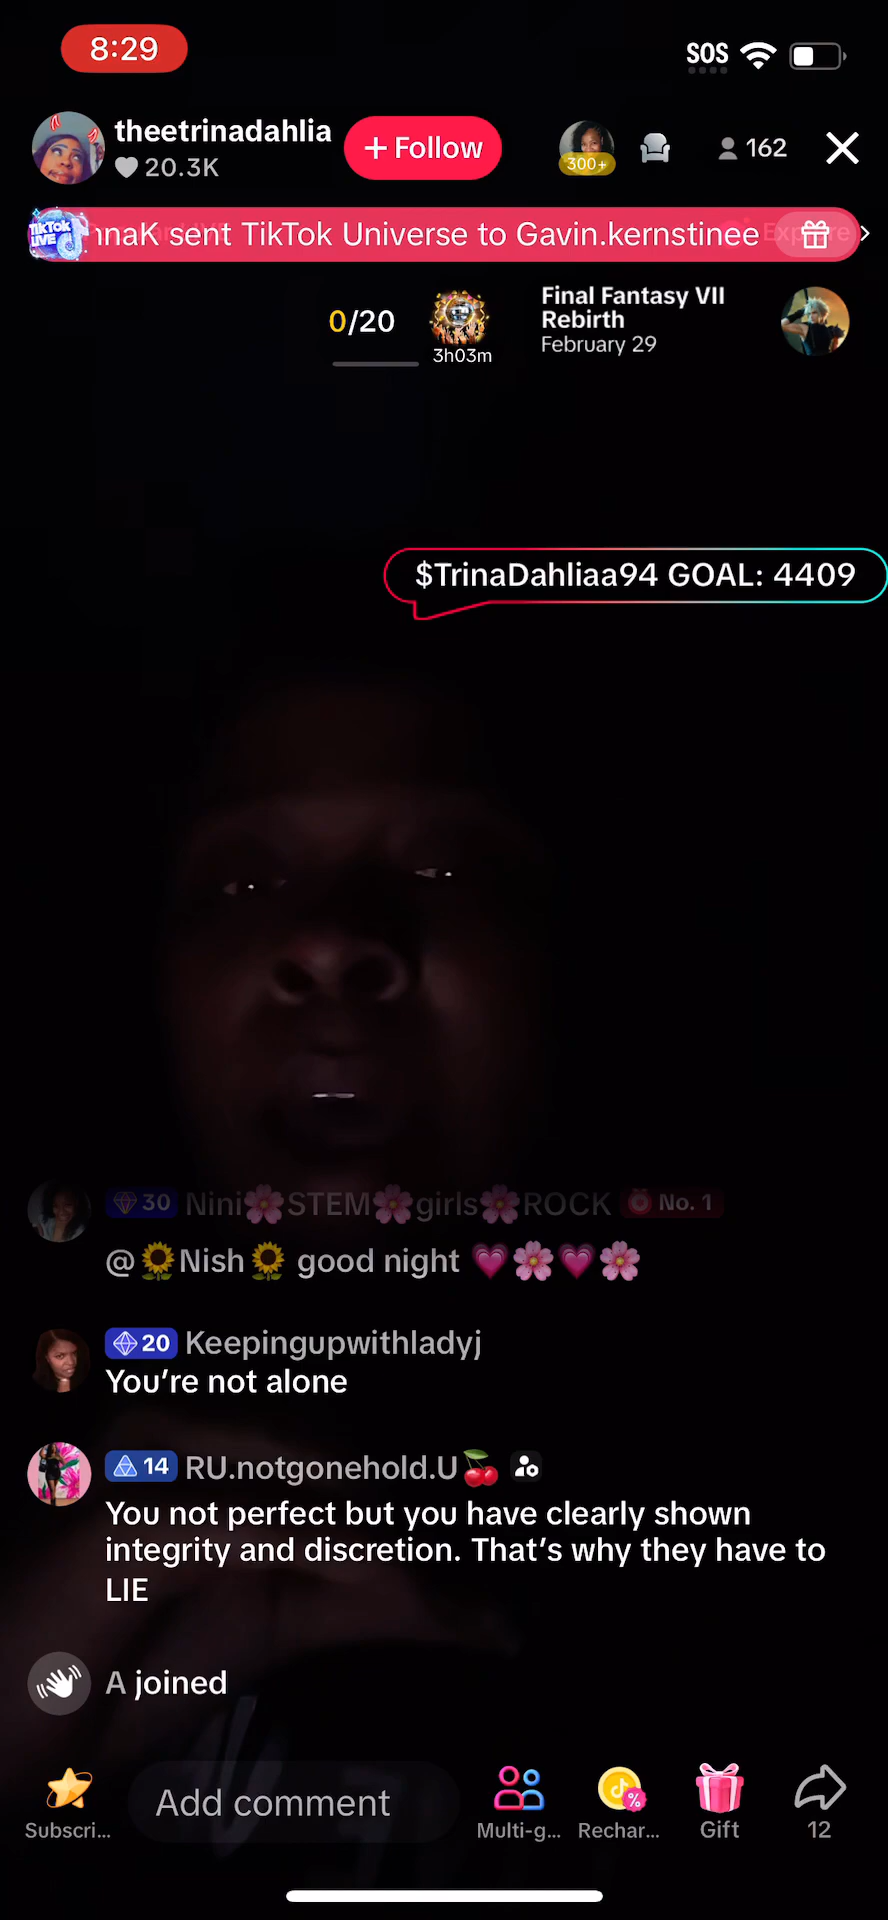 8:29
SOS
theetrinadahlia
20.3K
+ Follow
300+
162
TikTok
LIVE
nnaK sent TikTok Universe to Gavin.kernstinee
0/20
3h03m
Final Fantasy VII
Rebirth
February 29
$TrinaDahliaa94 GOAL: 4409
30 Nini🌸STEM🌸girls🌸ROCK No. 1
@🌻Nish🌻 good night 💗🌸💗🌸
20 Keepingupwithladyj
You're not alone
14 RU.notgonehold.U🍒
You not perfect but you have clearly shown
integrity and discretion. That's why they have to
LIE
A joined
Subscri...
Add comment
Multi-g...
Rechar...
Gift
12